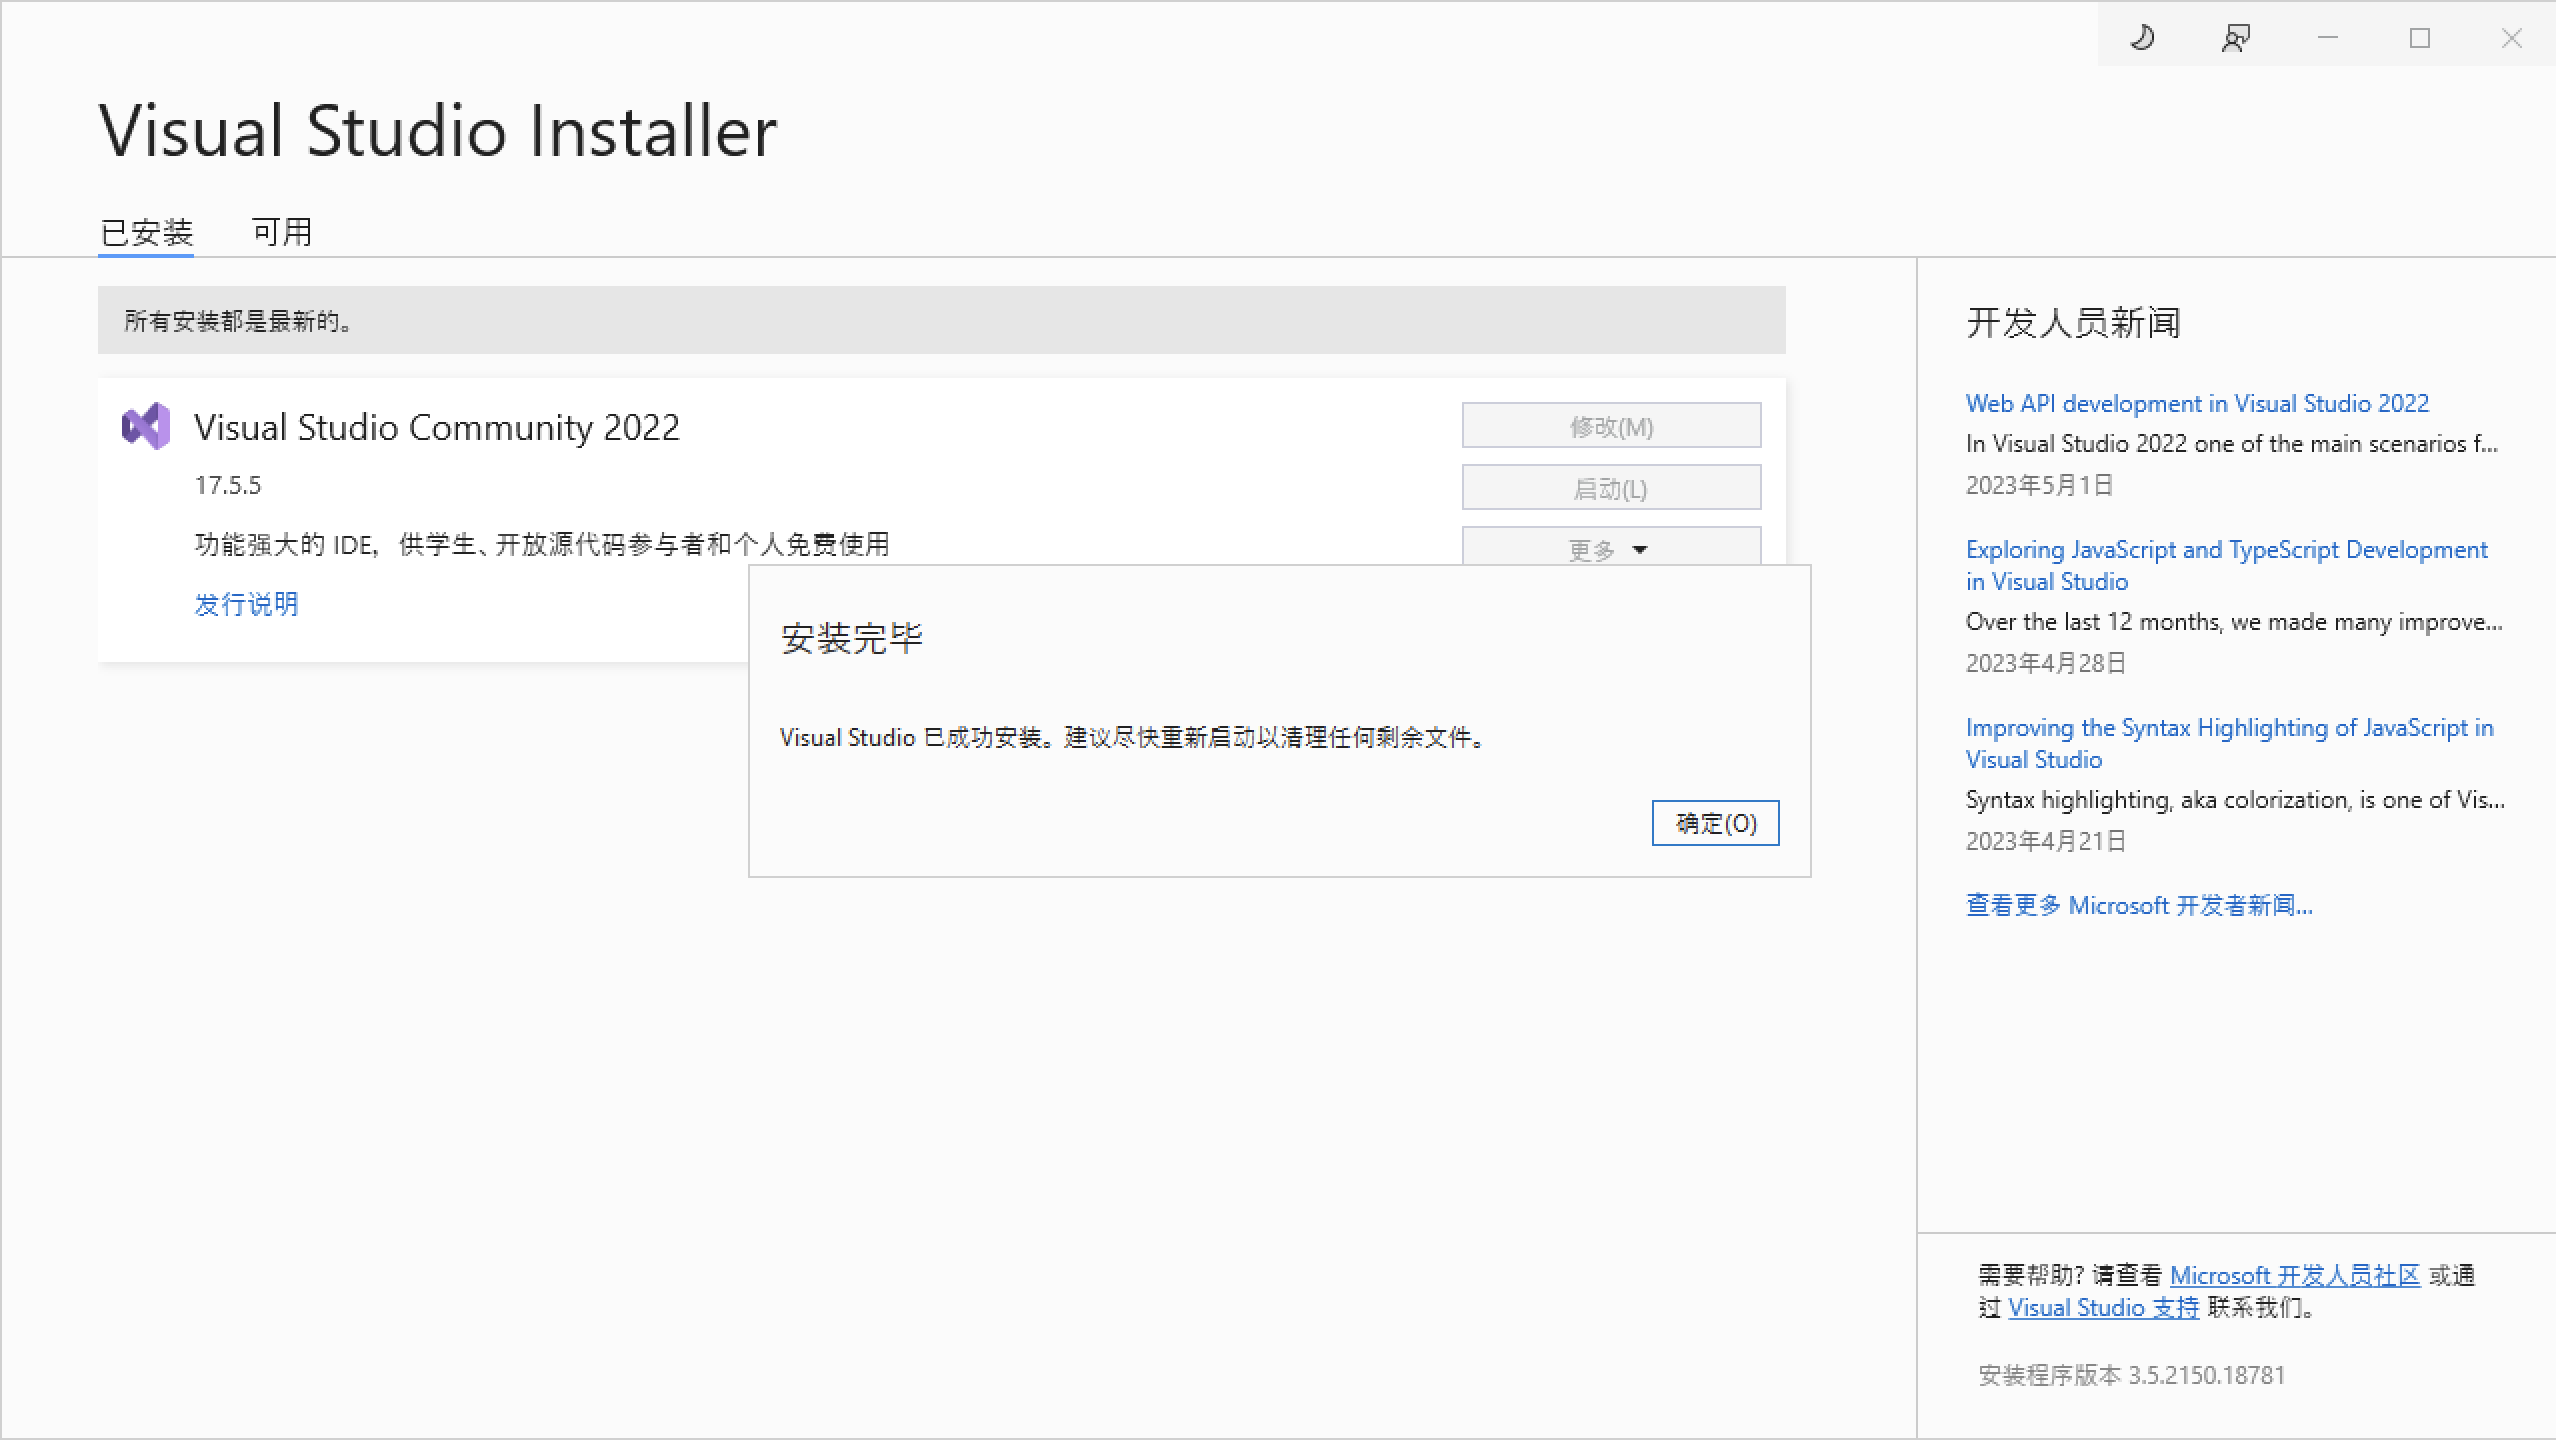 Visual Studio Installer
已安装
可用
所有安装都是最新的。
Visual Studio Community 2022
17.5.5
功能强大的 IDE，供学生、开放源代码参与者和个人免费使用
发行说明
修改(M)
启动(L)
更多
安装完毕
Visual Studio 已成功安装。建议尽快重新启动以清理任何剩余文件。
确定(O)
开发人员新闻
Web API development in Visual Studio 2022
In Visual Studio 2022 one of the main scenarios f...
2023年5月1日
Exploring JavaScript and TypeScript Development
in Visual Studio
Over the last 12 months, we made many improve...
2023年4月28日
Improving the Syntax Highlighting of JavaScript in
Visual Studio
Syntax highlighting, aka colorization, is one of Vis...
2023年4月21日
查看更多 Microsoft 开发者新闻...
需要帮助? 请查看 Microsoft 开发人员社区 或通
过 Visual Studio 支持 联系我们。
安装程序版本 3.5.2150.18781